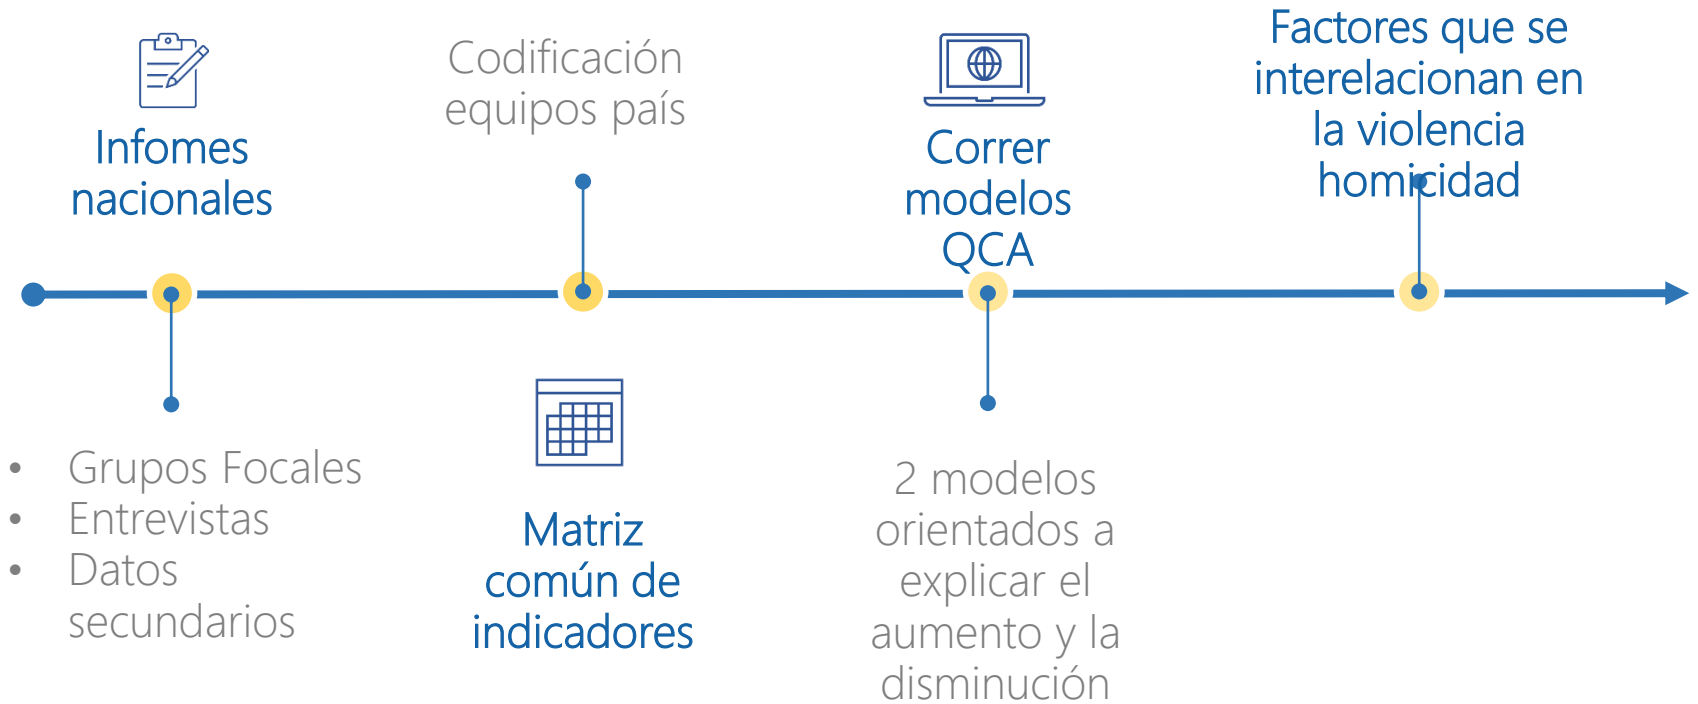 Infomes
nacionales
• Grupos Focales
• Entrevistas
• Datos
secundarios
Codificación
equipos país
Matriz
común de
indicadores
Correr
modelos
QCA
2 modelos
orientados a
explicar el
aumento y la
disminución
Factores que se
interelacionan en
la violencia
homicidad